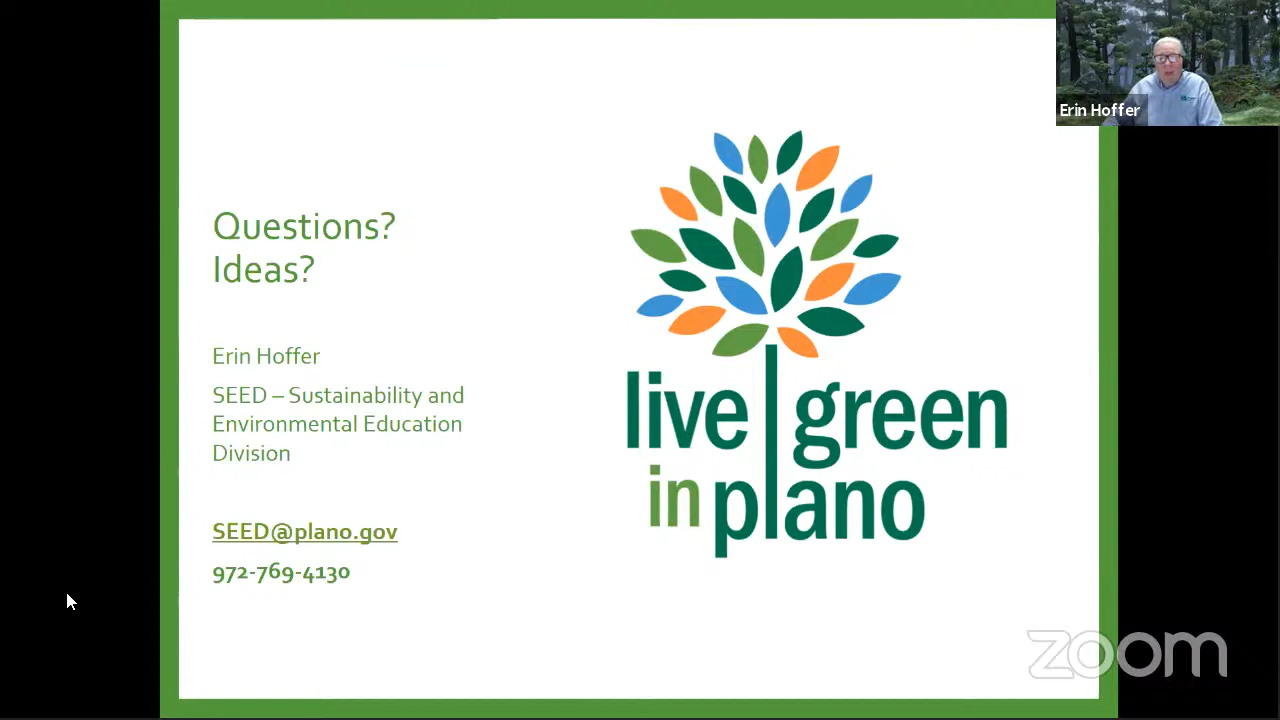 Erin Hoffer
Questions?
Ideas?
Erin Hoffer
SEED – Sustainability and
Environmental Education
Division
SEED@plano.gov
972-769-4130
live green
in plano
zoom